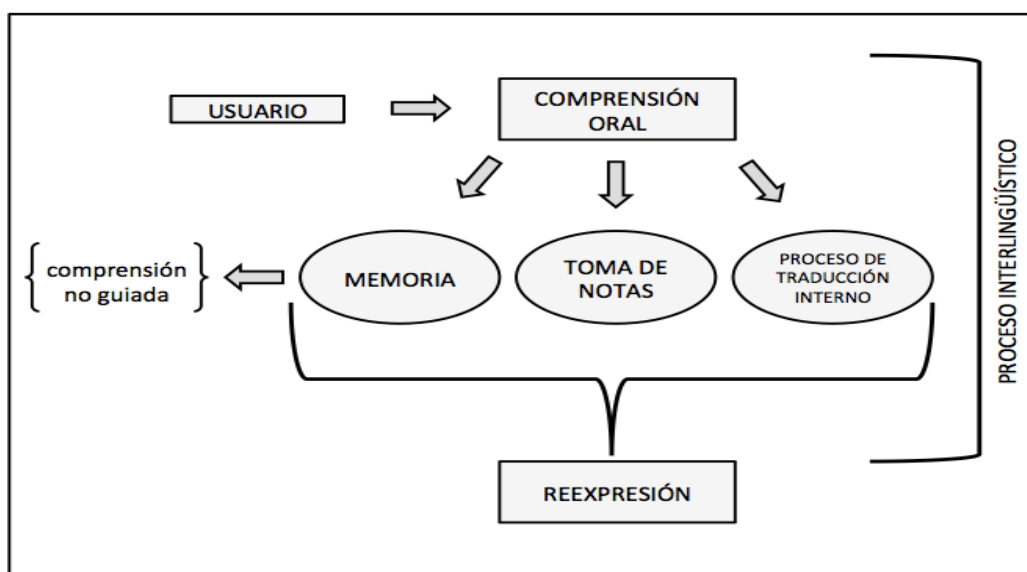 USUARIO
COMPRENSIÓN
ORAL
comprensión
no guiada
MEMORIA
TOMA DE
NOTAS
PROCESO DE
TRADUCCIÓN
INTERNO
REEXPRESIÓN
PROCESO INTERLINGÜÍSTICO